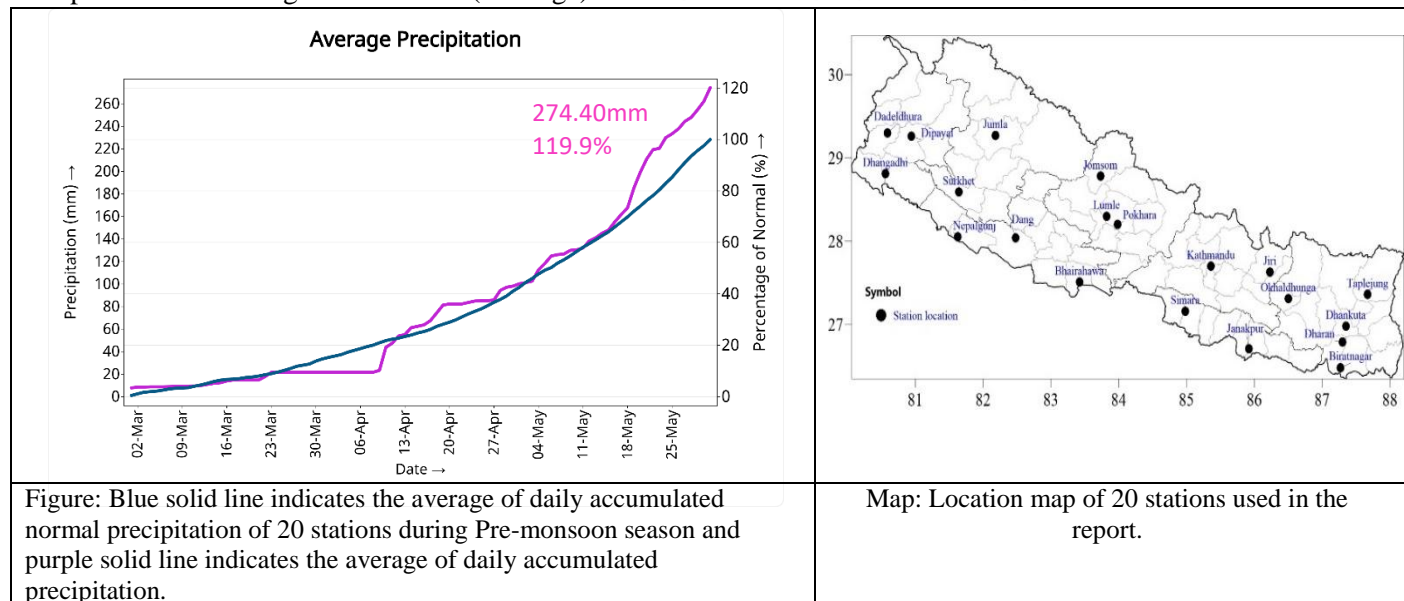 Average Precipitation
274.40mm
119.9%
Precipitation (mm) →
260
240
220
200
180
160
140
120
100
80
60
40
20
0
120
100
80
60
40
20
0
Percentage of Normal (%) →
02-Mar
09-Mar
16-Mar
23-Mar
30-Mar
06-Apr
13-Apr
20-Apr
27-Apr
04-May
11-May
18-May
25-May
Date →
30
29
28
27
Dadeldhura
Dipayal
Jumla
Dhangadhi
Surkhet
Jomsom
Lumle
Pokhara
Nepalgunj
Dang
Bhairahawa
Kathmandu
Jiri
Simara
Okhaldhunga
Taplejung
Janakpur
Dhankuta
Dharan
Biratnagar
Symbol
Station location
81 82 83 84 85 86 87 88
Figure: Blue solid line indicates the average of daily accumulated
normal precipitation of 20 stations during Pre-monsoon season and
purple solid line indicates the average of daily accumulated
precipitation.
Map: Location map of 20 stations used in the
report.